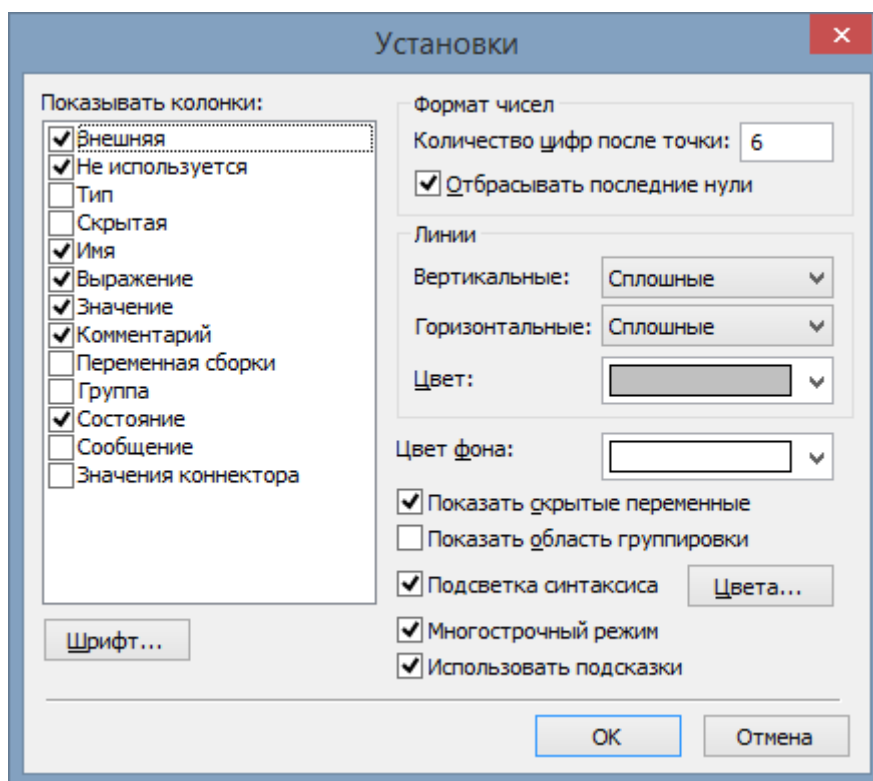 Установки
Показывать колонки:
Внешняя
Не используется
Тип
Скрытая
Имя
Выражение
Значение
Комментарий
Переменная сборки
Группа
Состояние
Сообщение
Значения коннектора
Шрифт...
Формат чисел
Количество цифр после точки: 6
Отбрасывать последние нули
Линии
Вертикальные: Сплошные
Горизонтальные: Сплошные
Цвет:
Цвет фона:
Показать скрытые переменные
Показать область группировки
Подсветка синтаксиса Цвета...
Многострочный режим
Использовать подсказки
ОК Отмена